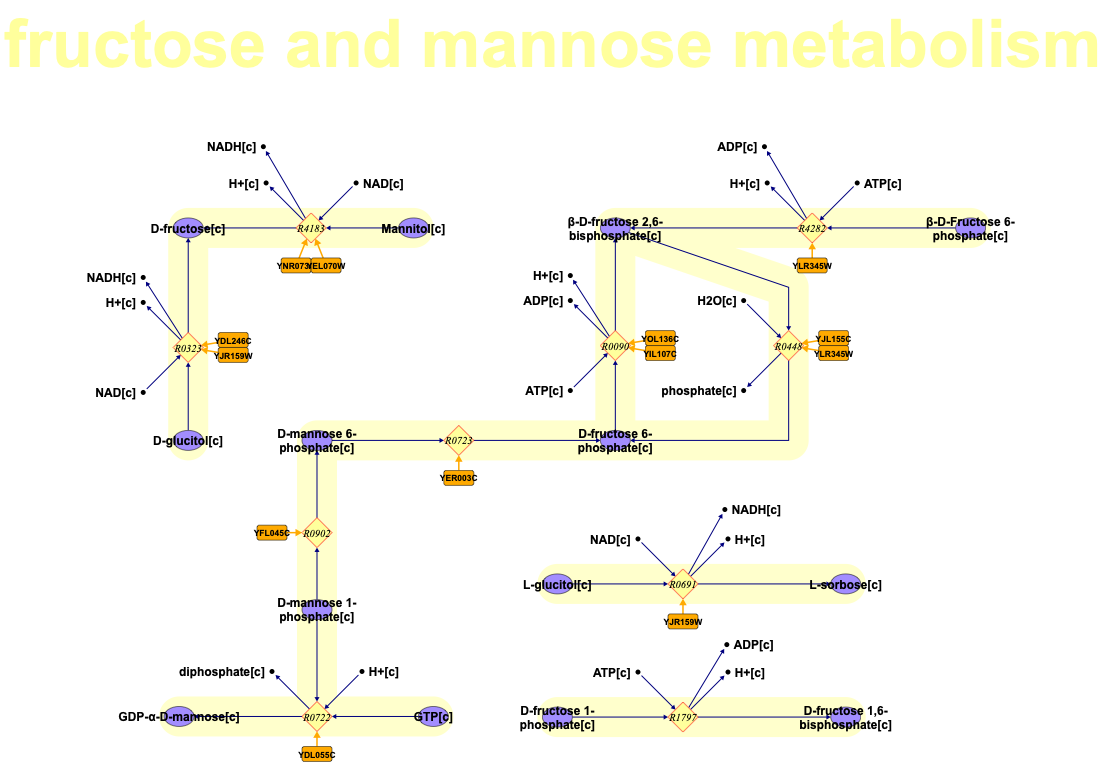 fructose and mannose metabolism
NADH[c]
ADP[c]
H+[c]
NAD[c]
H+[c]
ATP[c]
D-fructose[c]
R4183
Mannitol[c]
β-D-fructose 2,6-
bisphosphate[c]
R4282
β-D-Fructose 6-
phosphate[c]
YEL070W
YLR345W
NADH[c]
H+[c]
H+[c]
ADP[c]
H2O[c]
R0323
YDL246C
YJR159W
R0090
YOL136C
YIL107C
R0448
YJL155C
YLR345W
NAD[c]
ATP[c]
phosphate[c]
D-glucitol[c]
D-mannose 6-
phosphate[c]
R0723
D-fructose 6-
phosphate[c]
YER003C
YFL045C
R0902
NADH[c]
NAD[c]
H+[c]
L-glucitol[c]
R0691
L-sorbose[c]
D-mannose 1-
phosphate[c]
YJR159W
diphosphate[c]
H+[c]
ATP[c]
ADP[c]
H+[c]
GDP-α-D-mannose[c]
R0722
GTP[c]
D-fructose 1-
phosphate[c]
R1797
D-fructose 1,6-
bisphosphate[c]
YDL055C